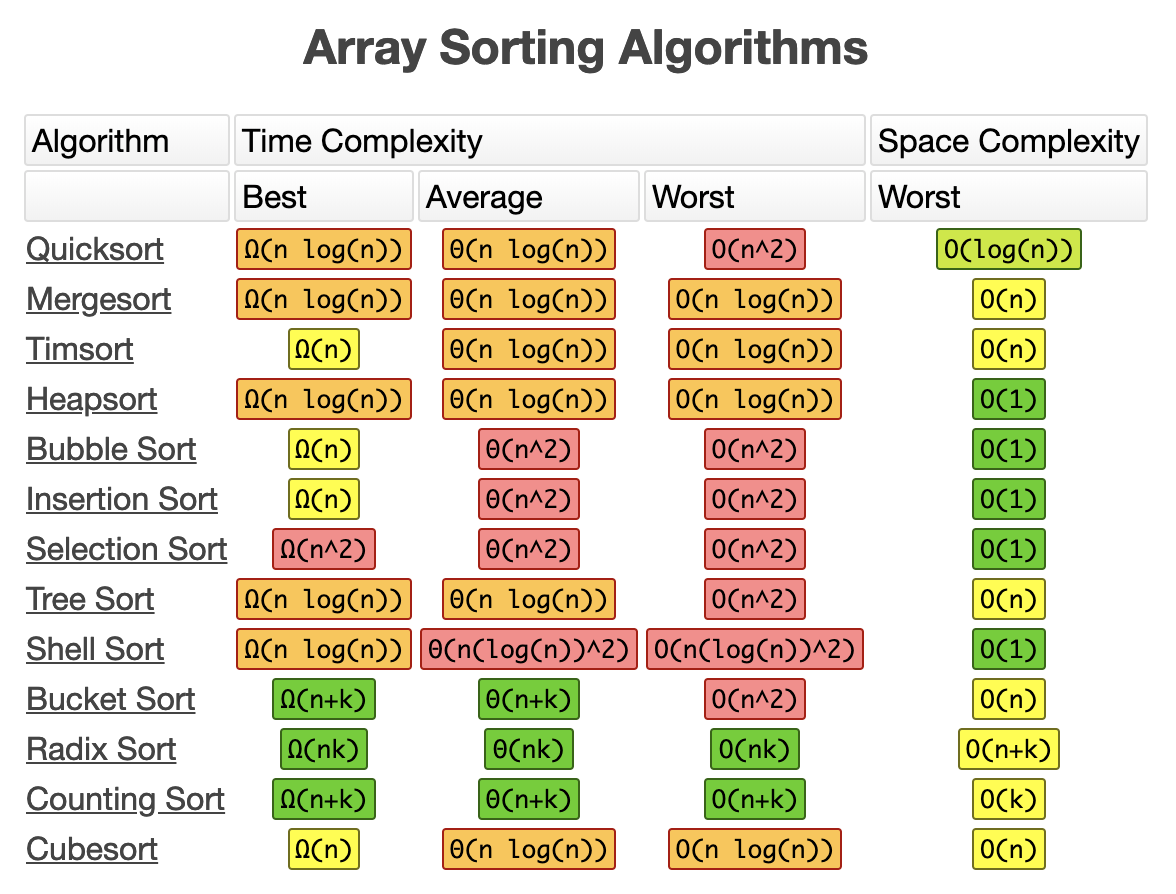 Array Sorting Algorithms
Algorithm Time Complexity Space Complexity
Best Average Worst Worst
Quicksort Ω(n log(n)) Θ(n log(n)) O(n^2) O(log(n))
Mergesort Ω(n log(n)) Θ(n log(n)) O(n log(n)) O(n)
Timsort Ω(n) Θ(n log(n)) O(n log(n)) O(n)
Heapsort Ω(n log(n)) Θ(n log(n)) O(n log(n)) O(1)
Bubble Sort Ω(n) Θ(n^2) O(n^2) O(1)
Insertion Sort Ω(n) Θ(n^2) O(n^2) O(1)
Selection Sort Ω(n^2) Θ(n^2) O(n^2) O(1)
Tree Sort Ω(n log(n)) Θ(n log(n)) O(n^2) O(n)
Shell Sort Ω(n log(n)) Θ(n(log(n))^2) O(n(log(n))^2) O(1)
Bucket Sort Ω(n+k) Θ(n+k) O(n^2) O(n)
Radix Sort Ω(nk) Θ(nk) O(nk) O(n+k)
Counting Sort Ω(n+k) Θ(n+k) O(n+k) O(k)
Cubesort Ω(n) Θ(n log(n)) O(n log(n)) O(n)